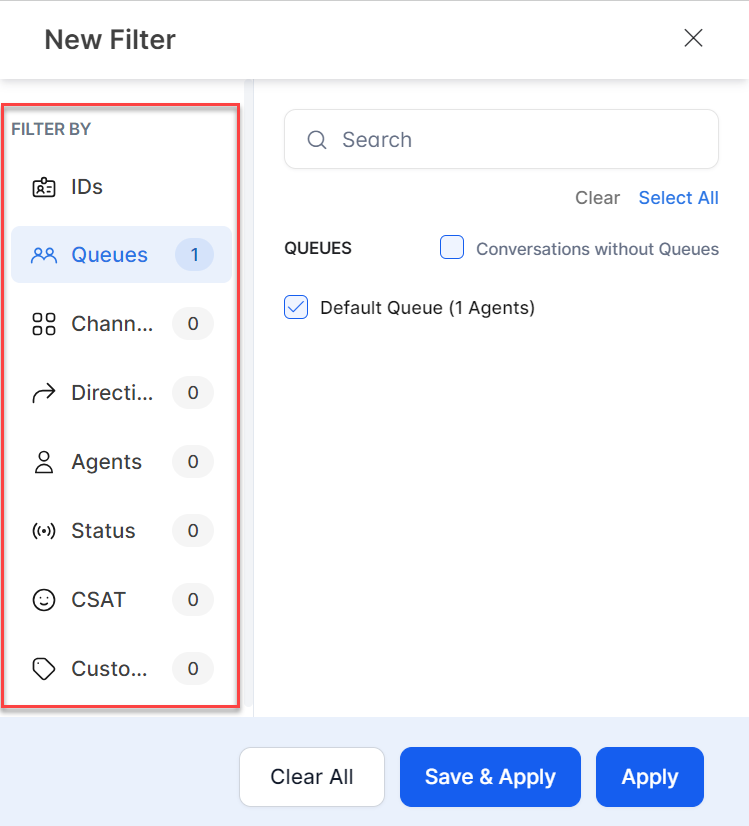 New Filter
FILTER BY
IDs
Queues 1
Chann... 0
Directi... 0
Agents 0
Status 0
CSAT 0
Custo... 0
Search
Clear Select All
QUEUES Conversations without Queues
Default Queue (1 Agents)
Clear All Save & Apply Apply